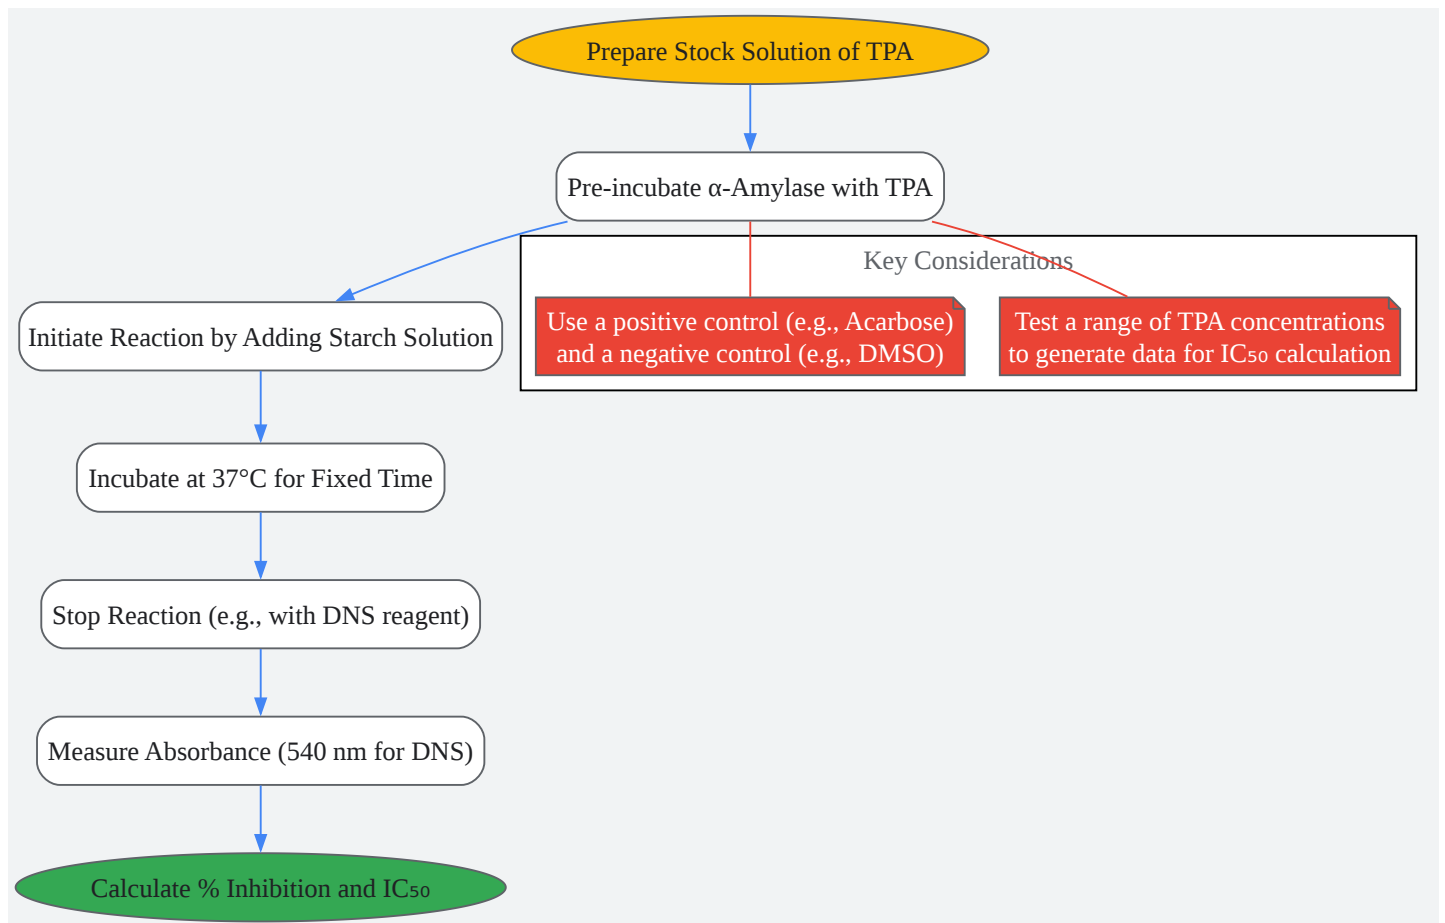 Prepare Stock Solution of TPA
Pre-incubate α-Amylase with TPA
Key Considerations
Use a positive control (e.g., Acarbose)
and a negative control (e.g., DMSO)
Test a range of TPA concentrations
to generate data for IC₅₀ calculation
Initiate Reaction by Adding Starch Solution
Incubate at 37°C for Fixed Time
Stop Reaction (e.g., with DNS reagent)
Measure Absorbance (540 nm for DNS)
Calculate % Inhibition and IC₅₀